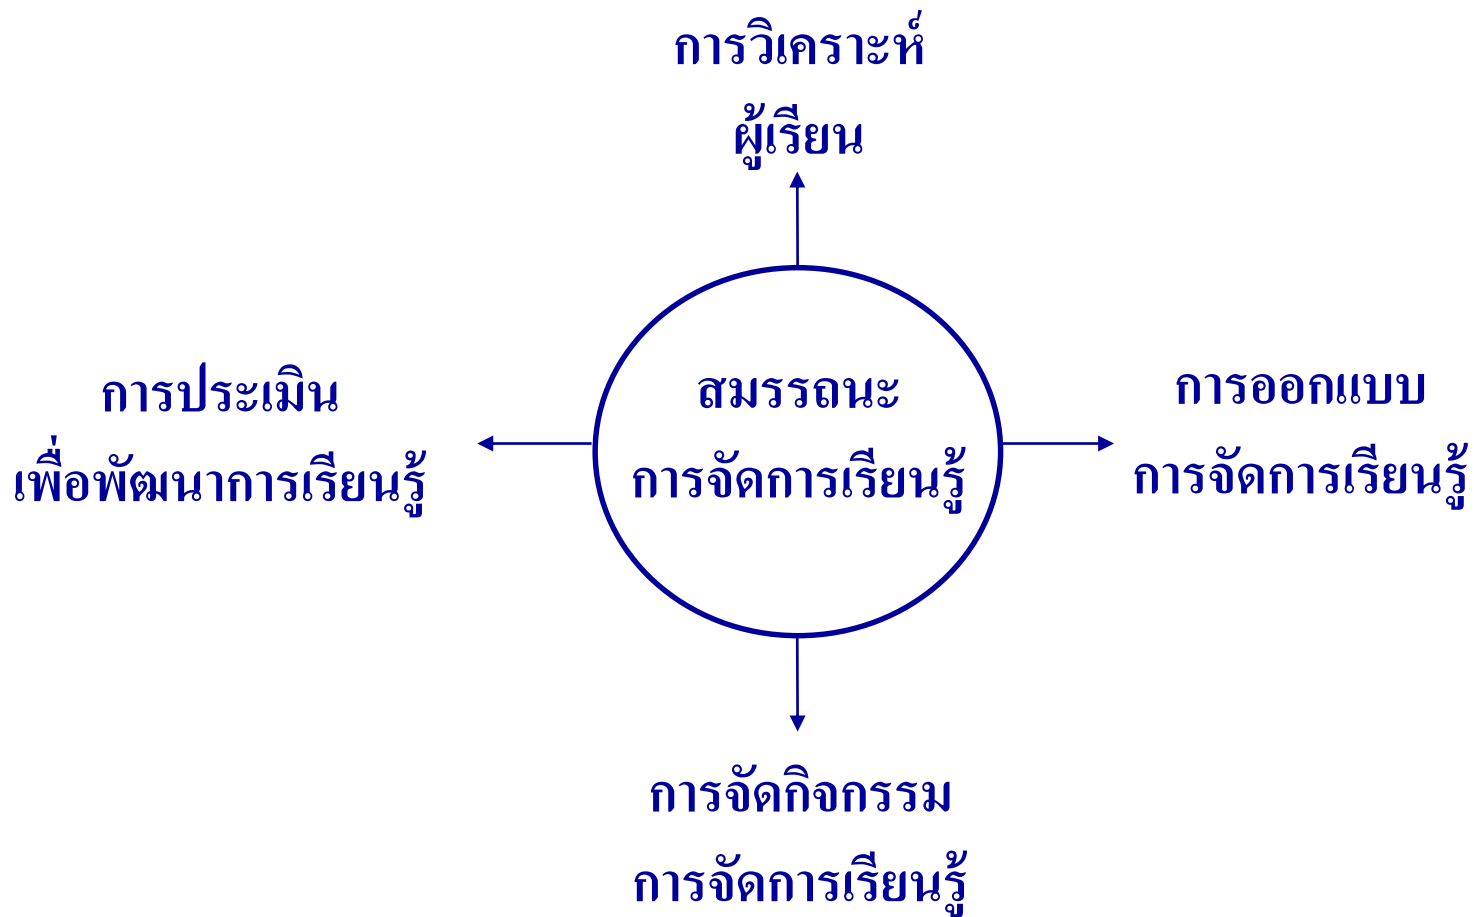 การวิเคราะห์
ผู้เรียน
การประเมิน
เพื่อพัฒนาการเรียนรู้
สมรรถนะ
การจัดการเรียนรู้
การออกแบบ
การจัดการเรียนรู้
การจัดกิจกรรม
การจัดการเรียนรู้